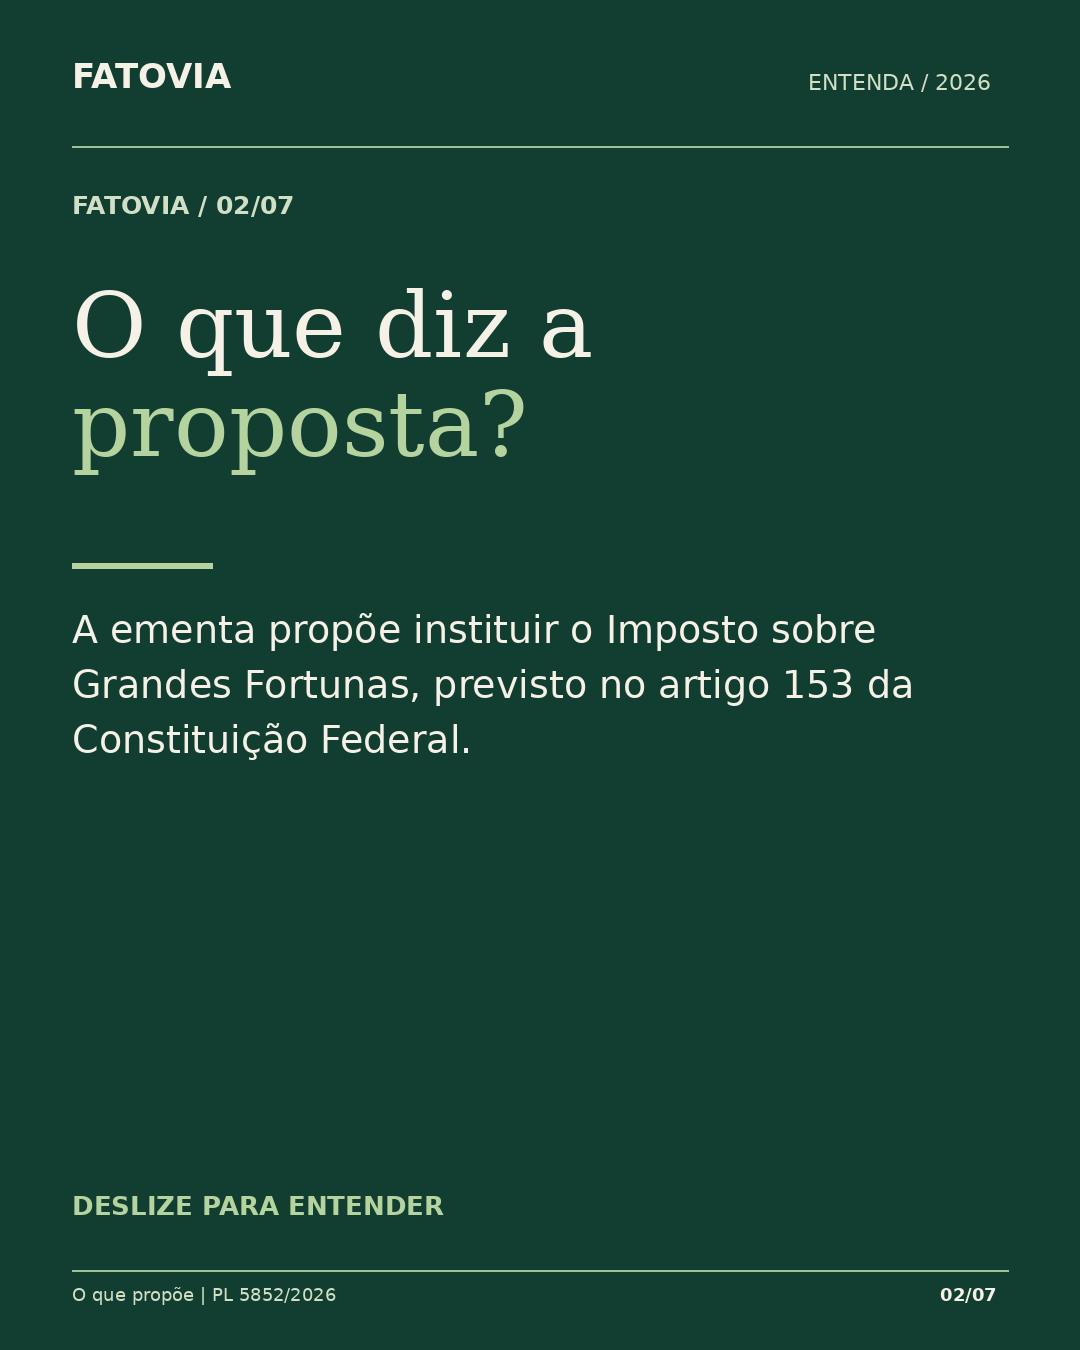 FATOVIA
ENTENDA / 2026
FATOVIA / 02/07
O que diz a
proposta?
A ementa propõe instituir o Imposto sobre
Grandes Fortunas, previsto no artigo 153 da
Constituição Federal.
DESLIZE PARA ENTENDER
O que propõe | PL 5852/2026
02/07